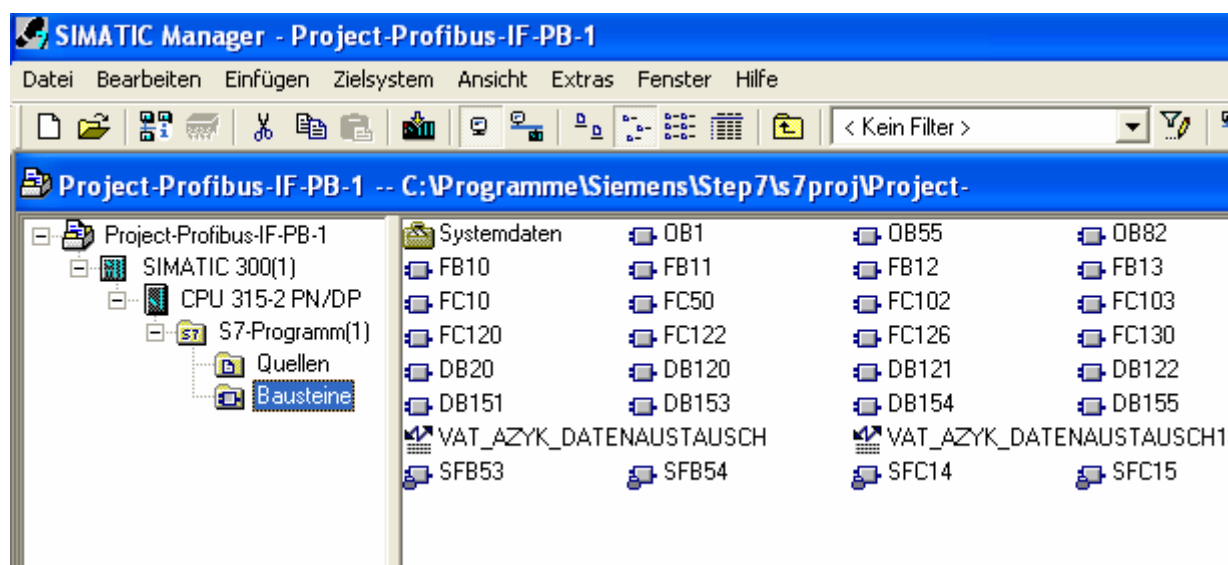 SIMATIC Manager - Project-Profibus-IF-PB-1
Datei Bearbeiten Einfügen Zielsystem Ansicht Extras Fenster Hilfe
< Kein Filter >
Project-Profibus-IF-PB-1 -- C:\Programme\Siemens\Step7\s7proj\Project-
Project-Profibus-IF-PB-1
SIMATIC 300(1)
CPU 315-2 PN/DP
S7-Programm(1)
Quellen
Bausteine
Systemdaten OB1 OB55 OB82
FB10 FB11 FB12 FB13
FC10 FC50 FC102 FC103
FC120 FC122 FC126 FC130
DB20 DB120 DB121 DB122
DB151 DB153 DB154 DB155
VAT_AZYK_DATENAUSTAUSCH VAT_AZYK_DATENAUSTAUSCH1
SFB53 SFB54 SFC14 SFC15